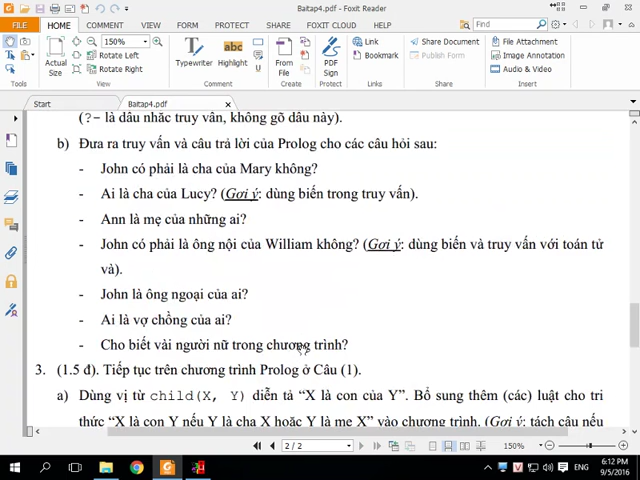 Baitap4.pdf - Foxit Reader
FILE HOME COMMENT VIEW FORM PROTECT SHARE FOXIT CLOUD HELP
Find
150%
Rotate Left
Rotate Right
Actual Size
Typewriter
abc
Highlight
From File
PDF Sign
Link
Bookmark
Share Document
Publish Form
File Attachment
Image Annotation
Audio & Video
Tools
View
Comment
Create
Protect
Links
Share
Insert
Start
Baitap4.pdf
(?- là dấu nhắc truy vấn, không gõ dấu này).
b) Đưa ra truy vấn và câu trả lời của Prolog cho các câu hỏi sau:
- John có phải là cha của Mary không?
- Ai là cha của Lucy? (Gợi ý: dùng biến trong truy vấn).
- Ann là mẹ của những ai?
- John có phải là ông nội của William không? (Gợi ý: dùng biến và truy vấn với toán tử
và).
- John là ông ngoại của ai?
- Ai là vợ chồng của ai?
- Cho biết vài người nữ trong chương trình?
3. (1.5 đ). Tiếp tục trên chương trình Prolog ở Câu (1).
a) Dùng vị từ child(X, Y) diễn tả “X là con của Y”. Bổ sung thêm (các) luật cho tri
thức “X là con Y nếu Y là cha X hoặc Y là mẹ X” vào chương trình. (Gợi ý: tách câu nếu
2 / 2
150%
6:12 PM
9/5/2016